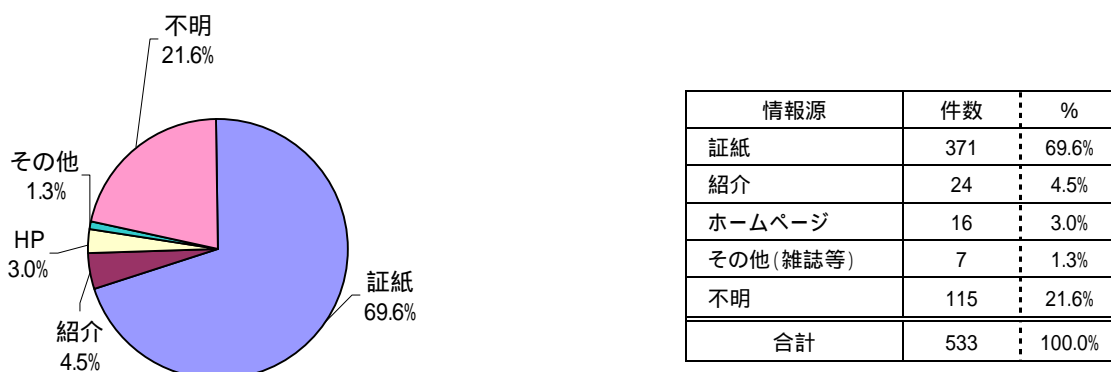 不明
21.6%
その他
1.3%
HP
3.0%
紹介
4.5%
証紙
69.6%
情報源 件数 %
証紙 371 69.6%
紹介 24 4.5%
ホームページ 16 3.0%
その他(雑誌等) 7 1.3%
不明 115 21.6%
合計 533 100.0%